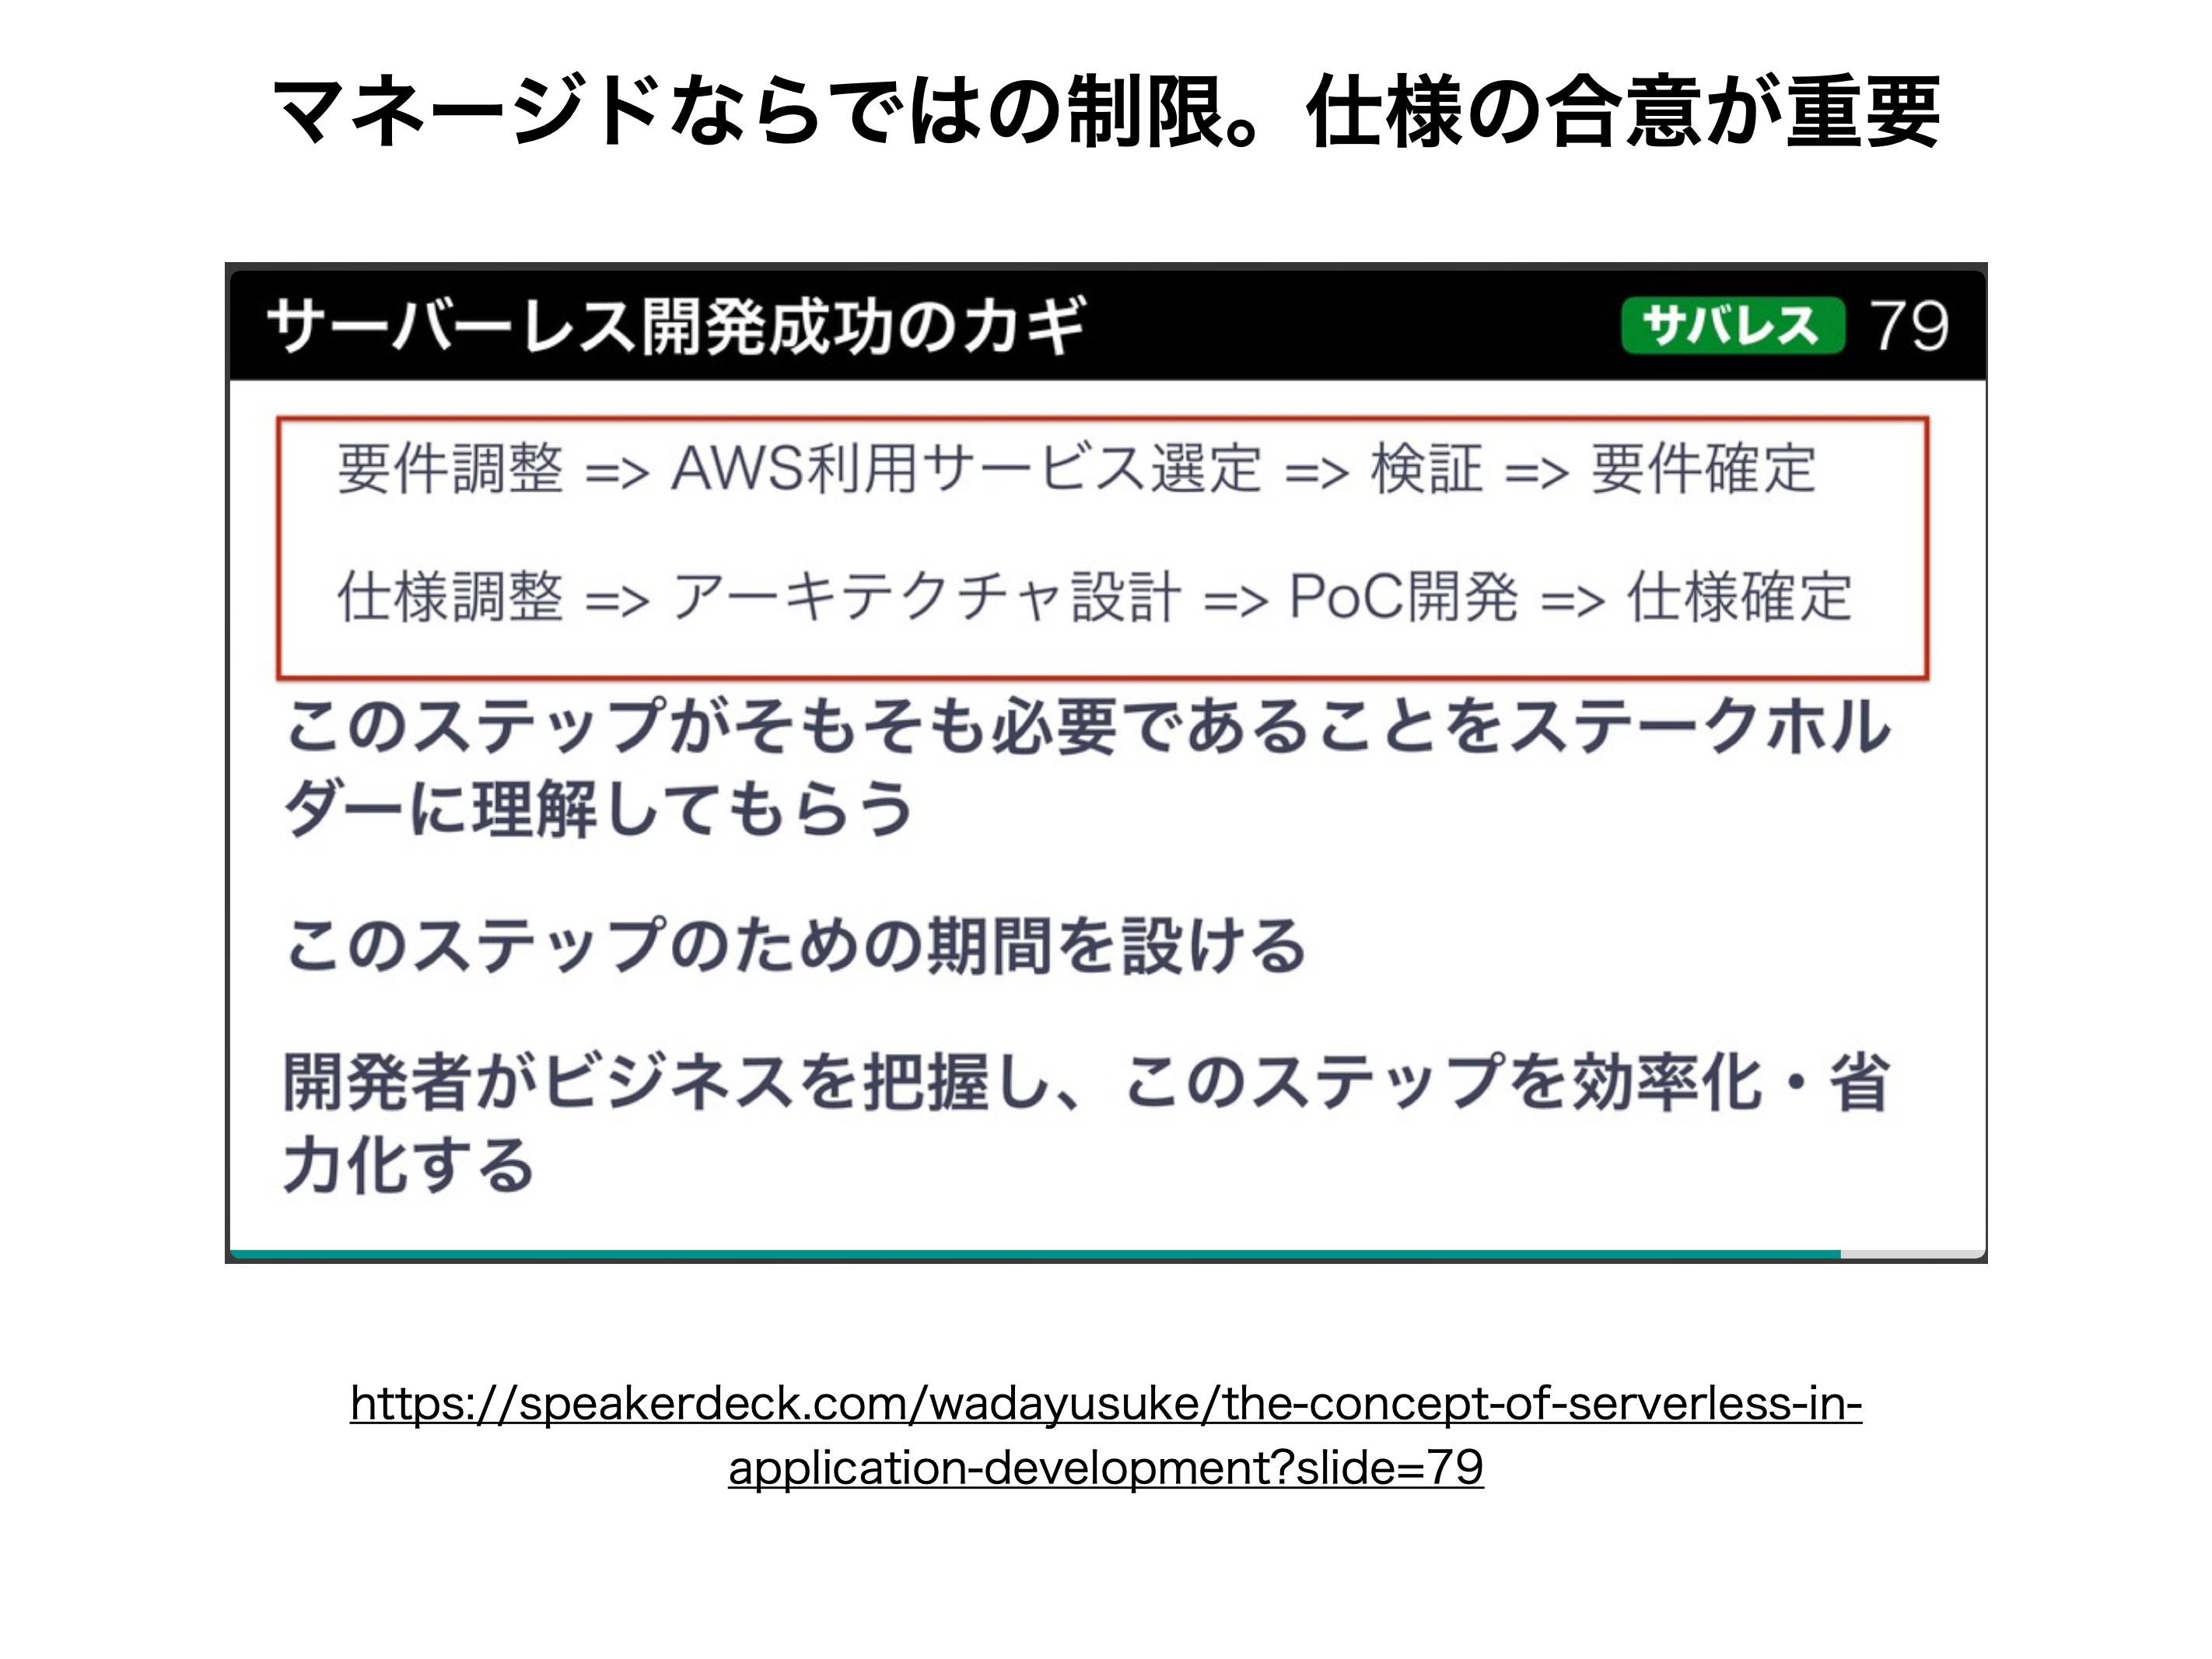 マネージドならではの制限。仕様の合意が重要
サーバーレス開発成功のカギ
サバレス 79
要件調整 => AWS利用サービス選定 => 検証 => 要件確定
仕様調整 => アーキテクチャ設計 => PoC開発 => 仕様確定
このステップがそもそも必要であることをステークホル
ダーに理解してもらう
このステップのための期間を設ける
開発者がビジネスを把握し、このステップを効率化・省
力化する
https://speakerdeck.com/wadayusuke/the-concept-of-serverless-in-
application-development?slide=79